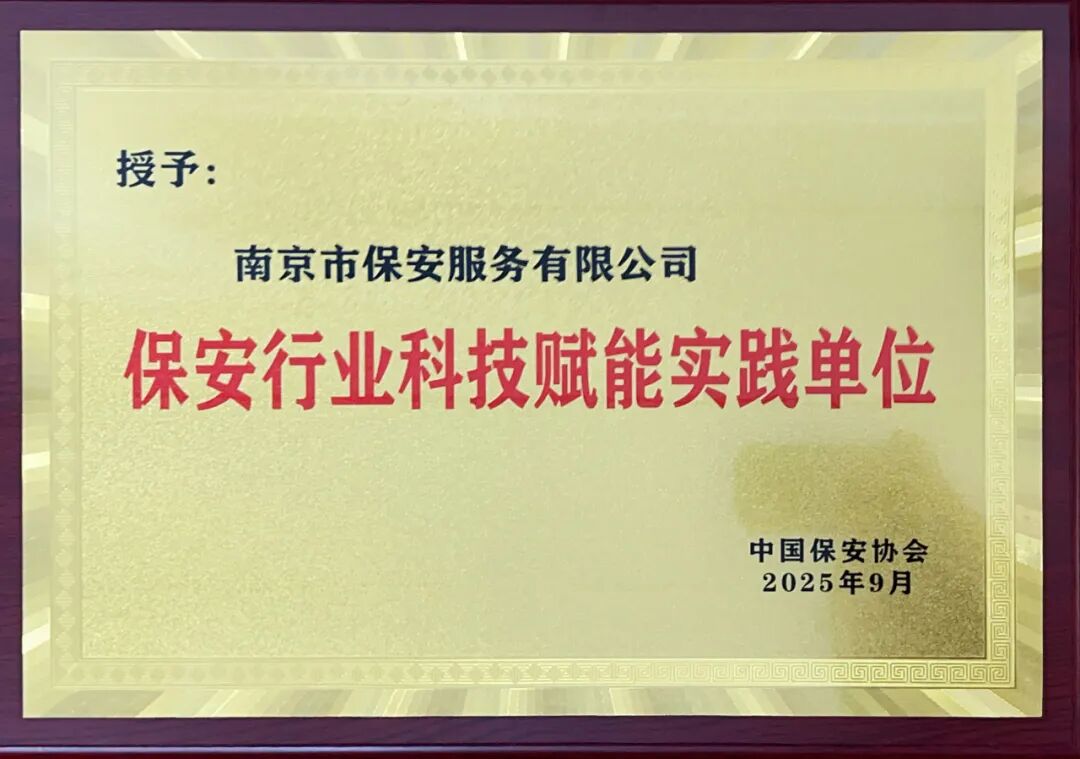 授予:
南京市保安服务有限公司
保安行业科技赋能实践单位
中国保安协会
2025年9月